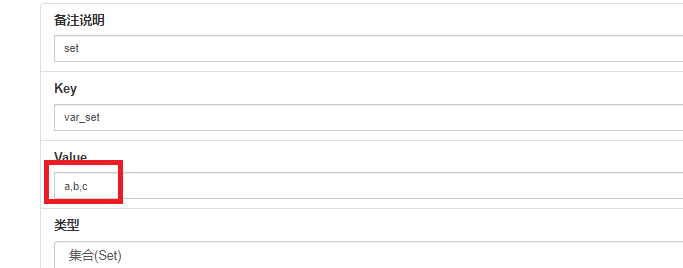 备注说明
set
Key
var_set
Value
a,b,c
类型
集合(Set)